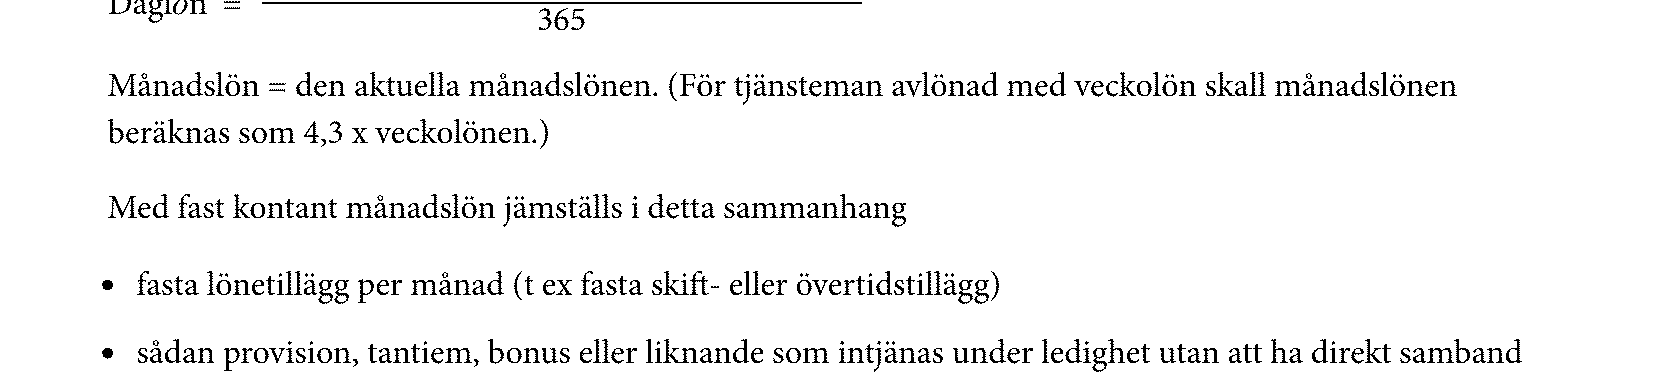 Daglön =
365
Månadslön = den aktuella månadslönen. (För tjänsteman avlönad med veckolön skall månadslönen
beräknas som 4,3 x veckolönen.)
Med fast kontant månadslön jämställs i detta sammanhang
• fasta lönetillägg per månad (t ex fasta skift- eller övertidstillägg)
• sådan provision, tantiem, bonus eller liknande som intjänas under ledighet utan att ha direkt samband